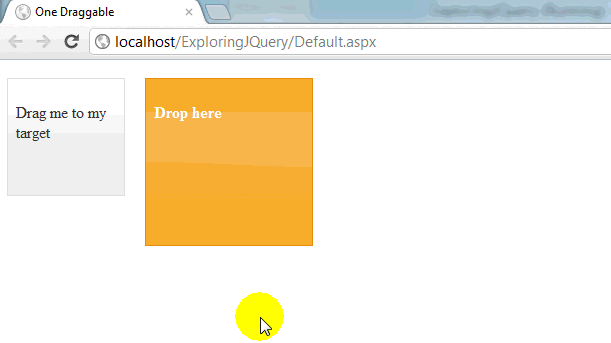 One Draggable
localhost/ExploringJQuery/Default.aspx
Drag me to my
target
Drop here